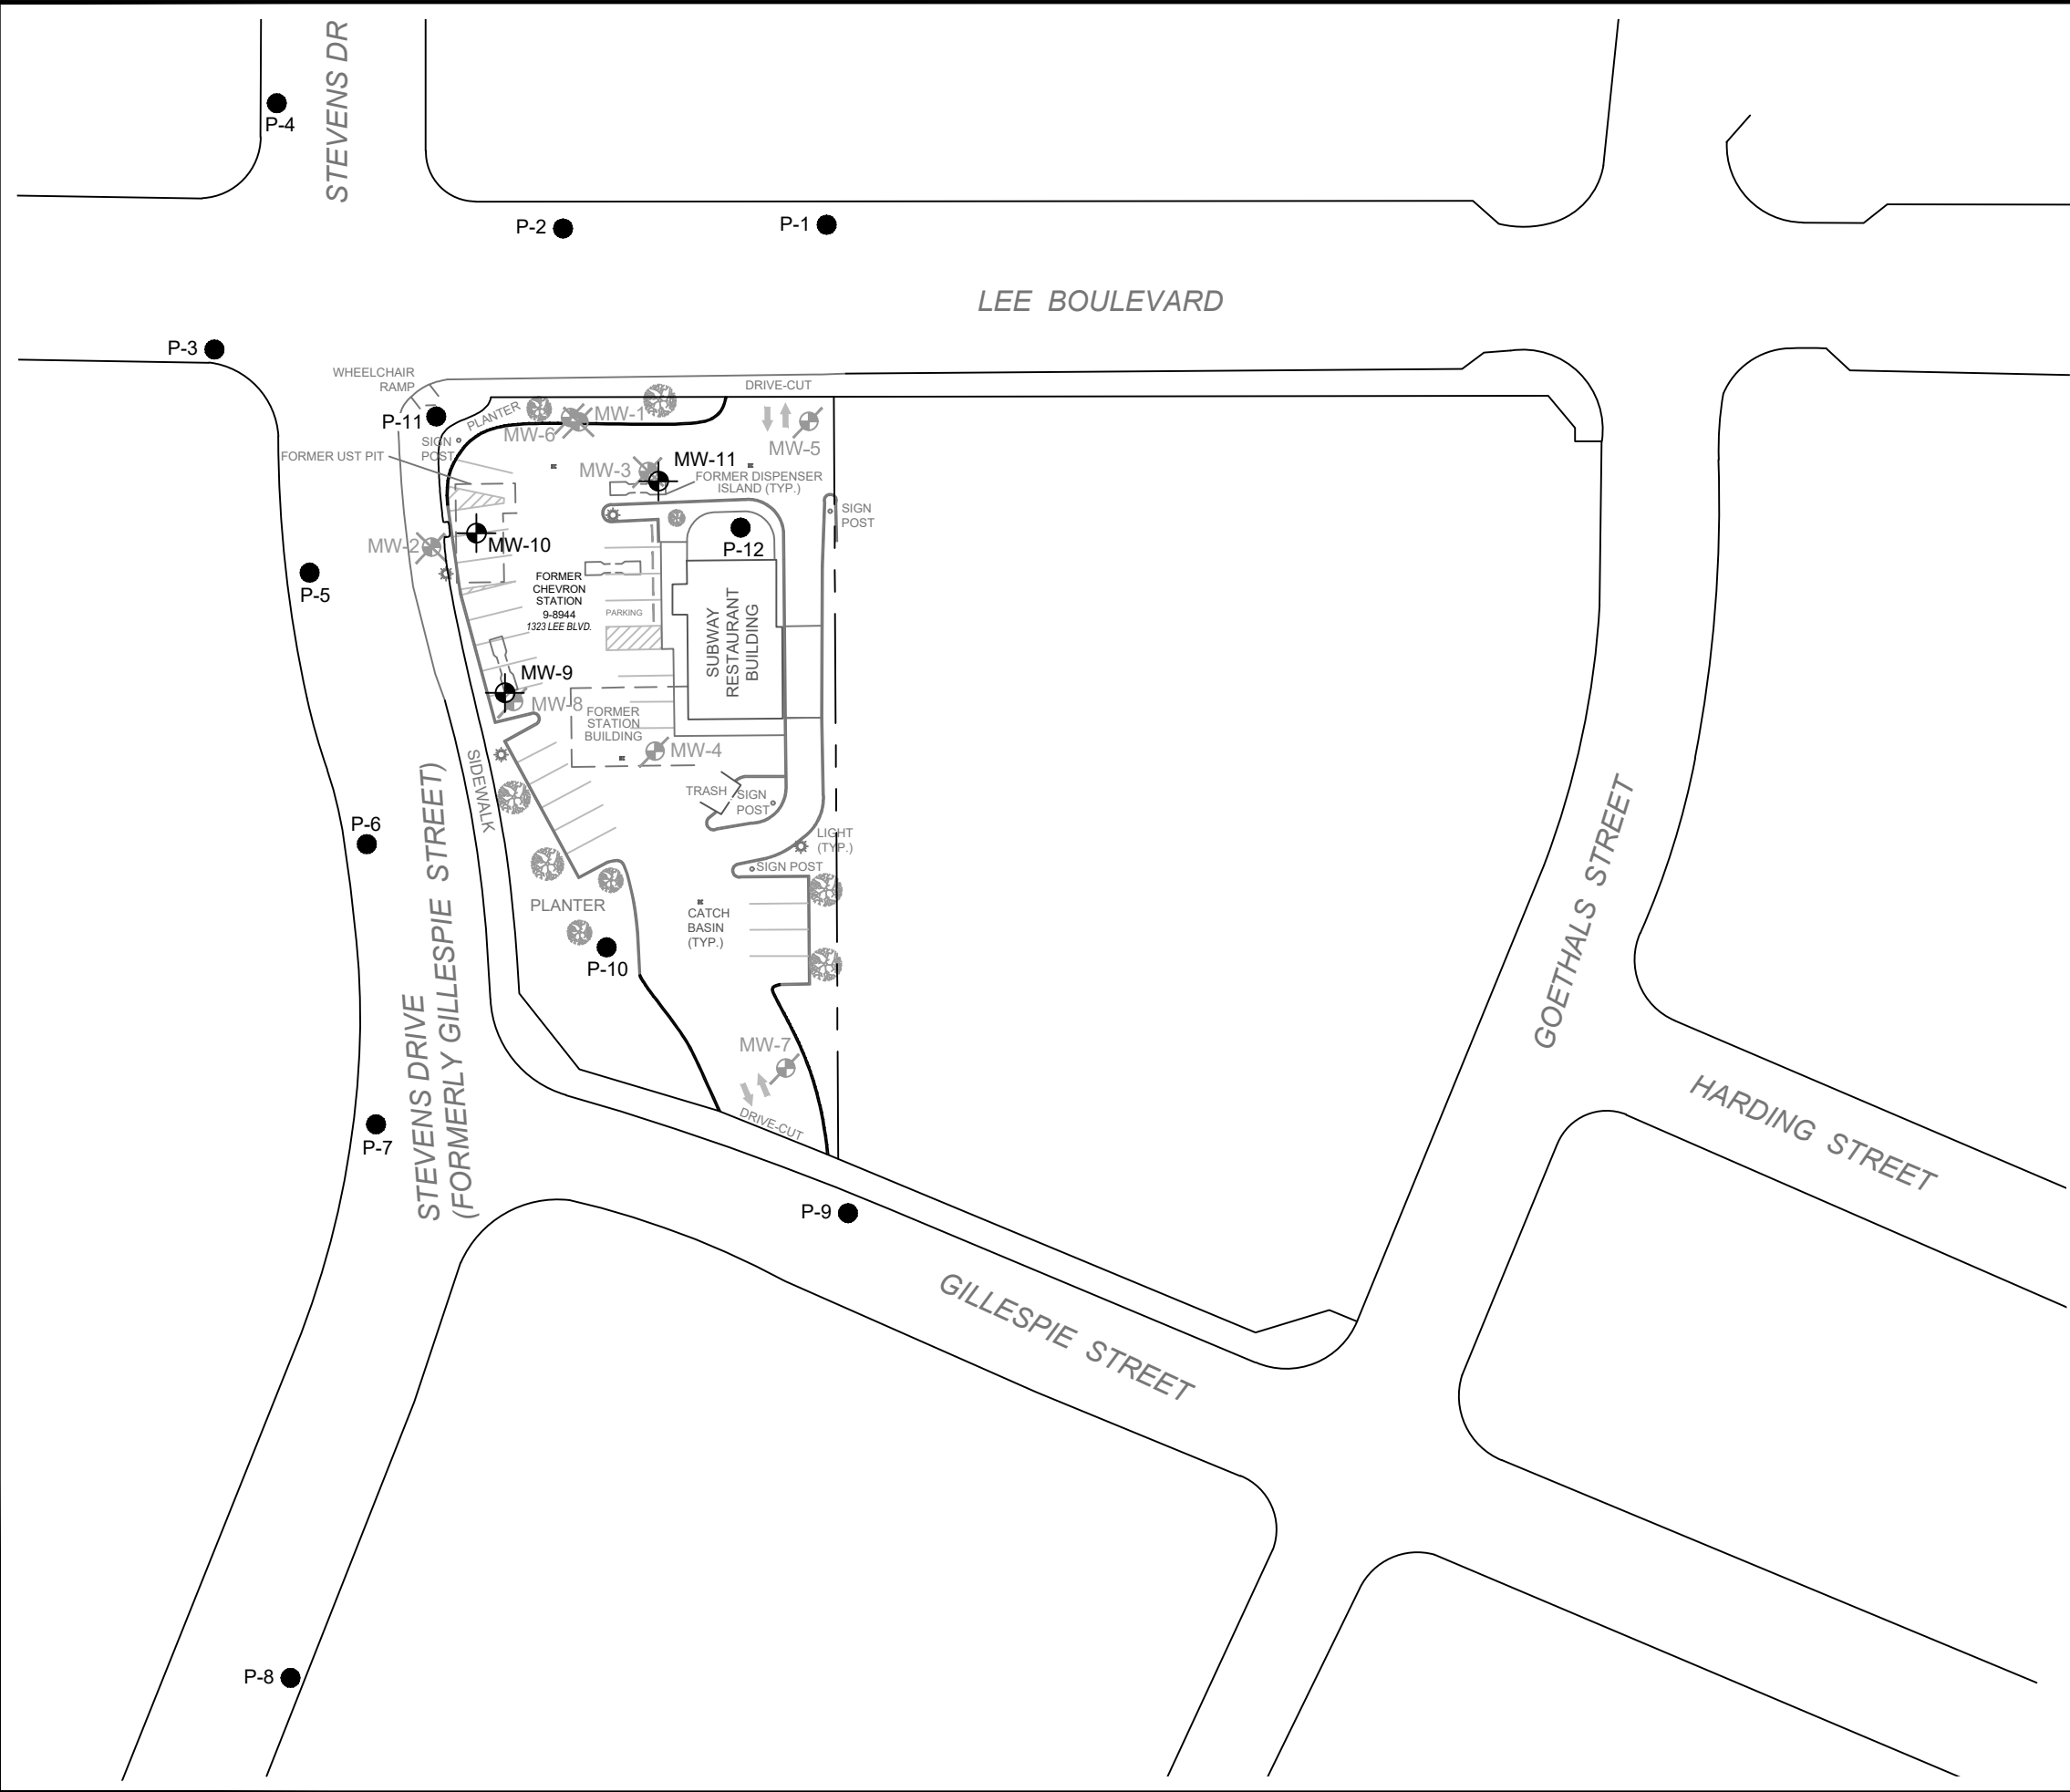 STEVENS DR
P-4
P-2
P-1
LEE BOULEVARD
P-3
WHEELCHAIR
RAMP
DRIVE-CUT
P-11
PLANTER
MW-1
MW-6
MW-5
SIGN
POST
FORMER UST PIT
MW-3
MW-11
FORMER DISPENSER
ISLAND (TYP.)
SIGN
POST
P-12
MW-2
MW-10
P-5
FORMER
CHEVRON
STATION
9-8944
1323 LEE BLVD.
PARKING
SUBWAY
RESTAURANT
BUILDING
MW-9
MW-8
FORMER
STATION
BUILDING
MW-4
SIDEWALK
TRASH
SIGN
POST
P-6
LIGHT
(TYP.)
SIGN POST
PLANTER
CATCH
BASIN
(TYP.)
P-10
STEVENS DRIVE
(FORMERLY GILLESPIE STREET)
GOETHALS STREET
MW-7
DRIVE-CUT
HARDING STREET
P-7
P-9
GILLESPIE STREET
P-8